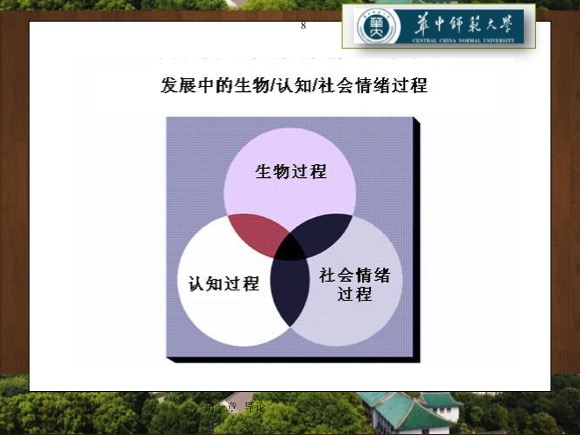 8
華中師範大學
CENTRAL CHINA NORMAL UNIVERSITY
发展中的生物/认知/社会情绪过程
生物过程
认知过程
社会情绪
过程
章 导论